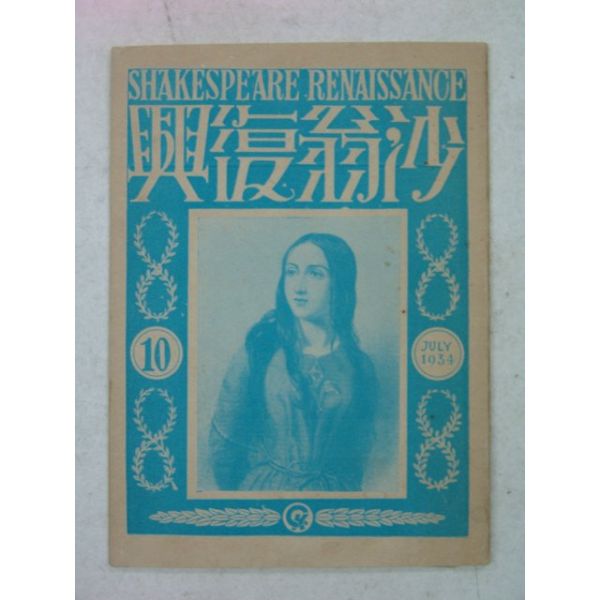 SHAKESPEARE RENAISSANCE
沙翁復興
10
JULY
1934